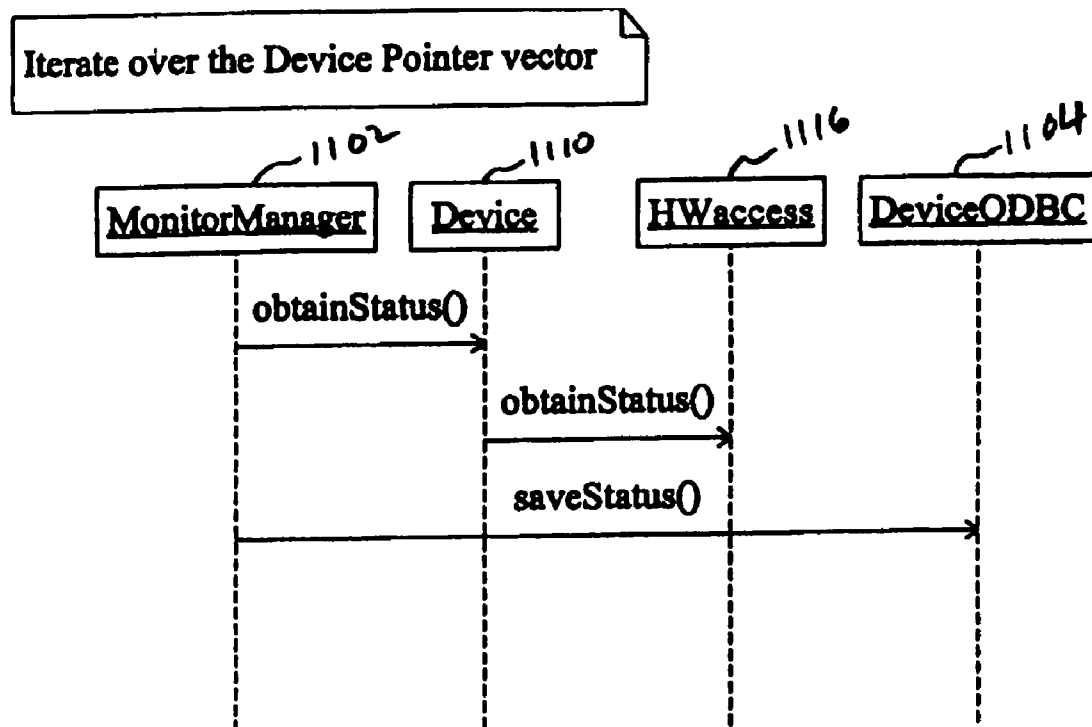 Iterate over the Device Pointer vector
1102 1110 1116 1104
MonitorManager Device HWaccess DeviceODBC
obtainStatus()
obtainStatus()
saveStatus()